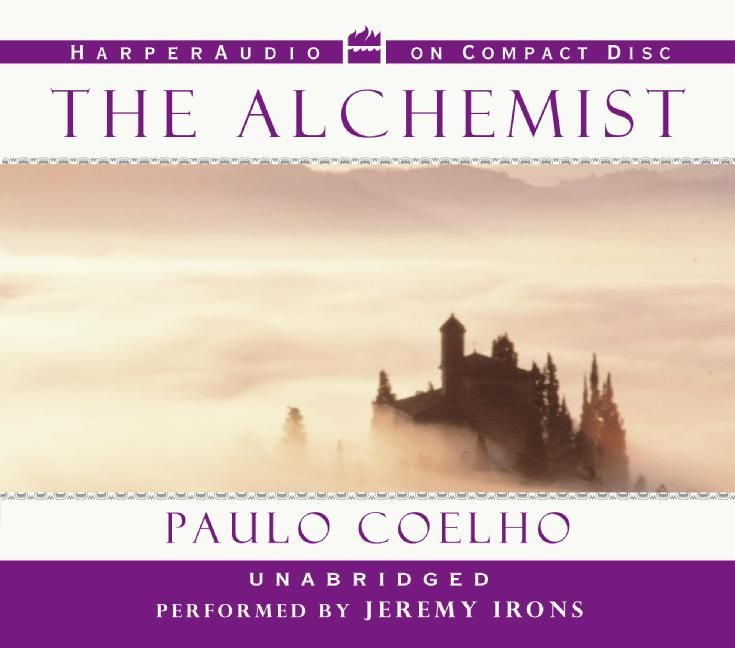 HARPERAUDIO ON COMPACT DISC
THE ALCHEMIST
PAULO COELHO
UNABRIDGED
PERFORMED BY JEREMY IRONS